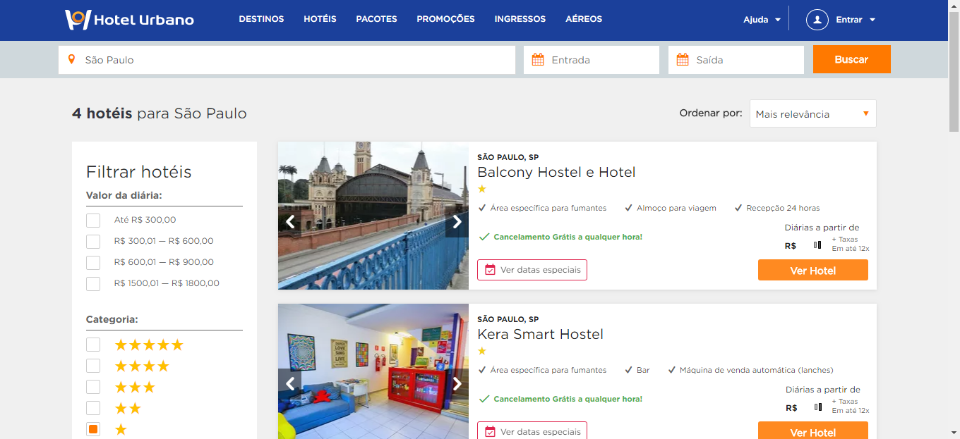 Hotel Urbano
DESTINOS HOTÉIS PACOTES PROMOÇÕES INGRESSOS AÉREOS
Ajuda Entrar
São Paulo
Entrada
Saída
Buscar
4 hotéis para São Paulo
Ordenar por: Mais relevância
Filtrar hotéis
Valor da diária:
Até R$ 300,00
R$ 300,01 — R$ 600,00
R$ 600,01 — R$ 900,00
R$ 1500,01 — R$ 1800,00
Categoria:
SÃO PAULO, SP
Balcony Hostel e Hotel
Área específica para fumantes Almoço para viagem Recepção 24 horas
Cancelamento Grátis a qualquer hora!
Ver datas especiais
Diárias a partir de
R$
+ Taxas
Em até 12x
Ver Hotel
SÃO PAULO, SP
Kera Smart Hostel
Área específica para fumantes Bar Máquina de venda automática (lanches)
Cancelamento Grátis a qualquer hora!
Ver datas especiais
Diárias a partir de
R$
+ Taxas
Em até 12x
Ver Hotel